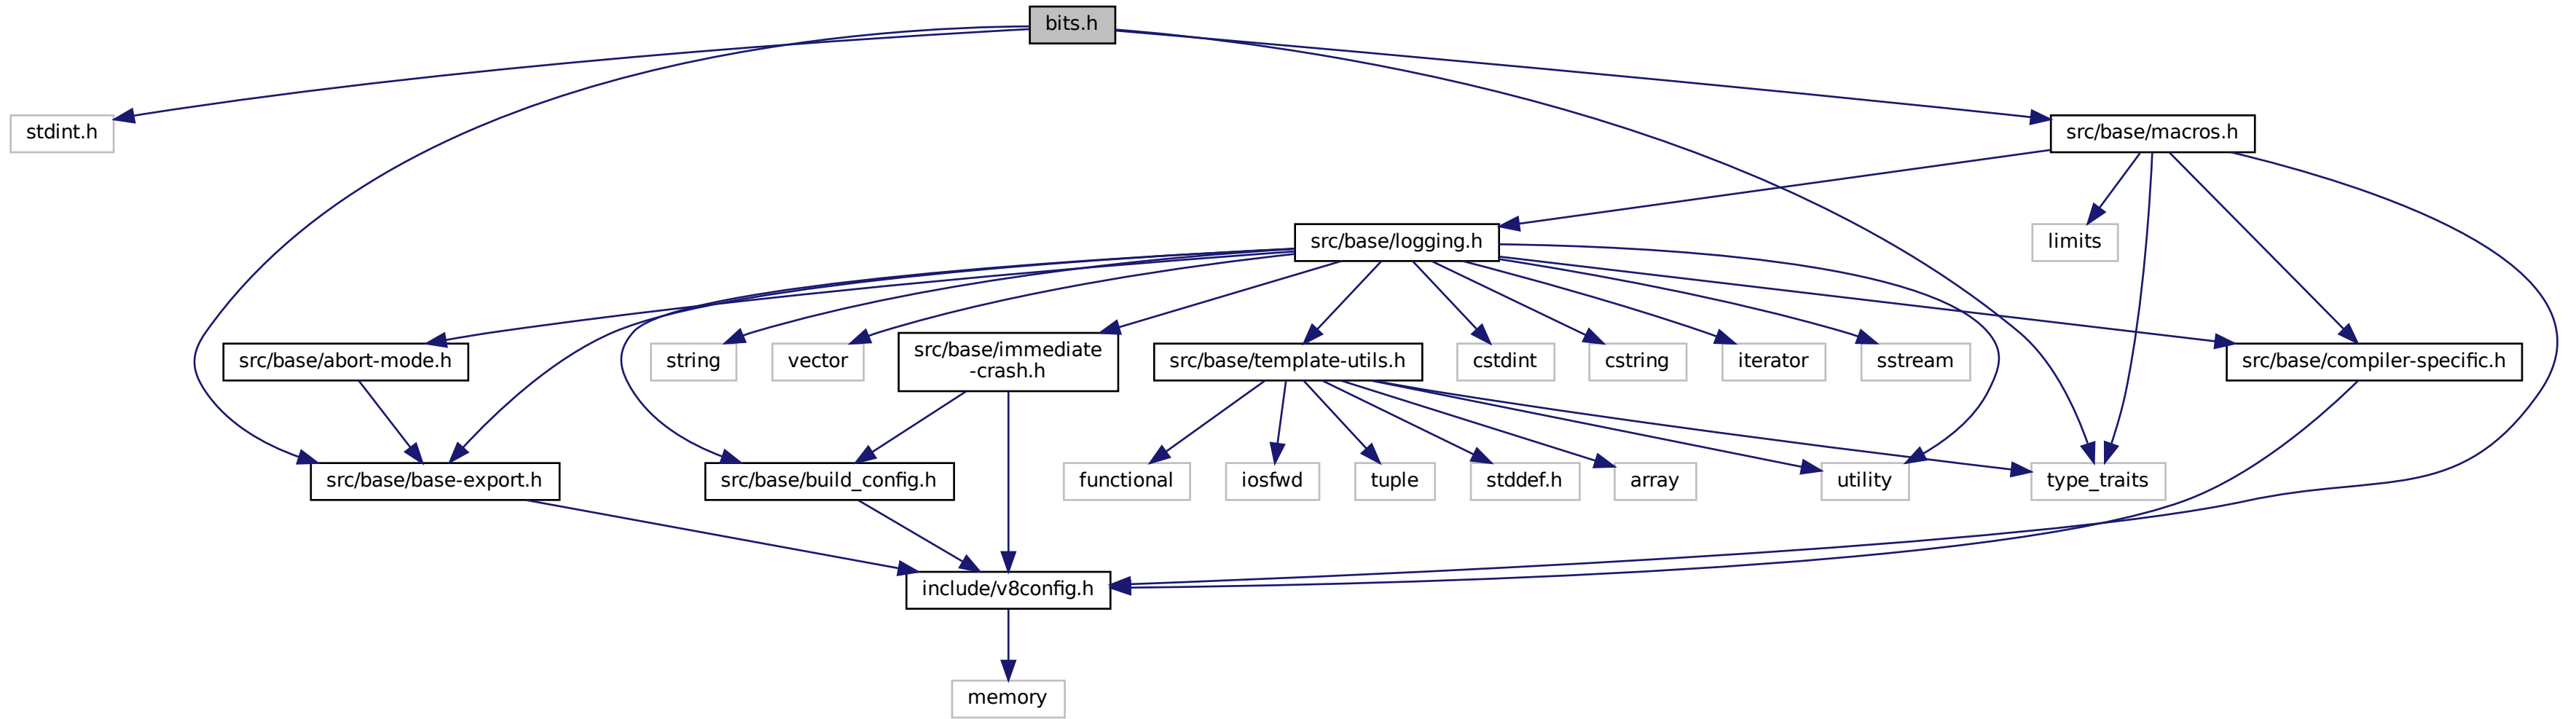 bits.h
stdint.h
src/base/macros.h
src/base/logging.h
limits
src/base/abort-mode.h
string
vector
src/base/immediate
-crash.h
src/base/template-utils.h
cstdint
cstring
iterator
sstream
src/base/compiler-specific.h
src/base/base-export.h
src/base/build_config.h
functional
iosfwd
tuple
stddef.h
array
utility
type_traits
include/v8config.h
memory